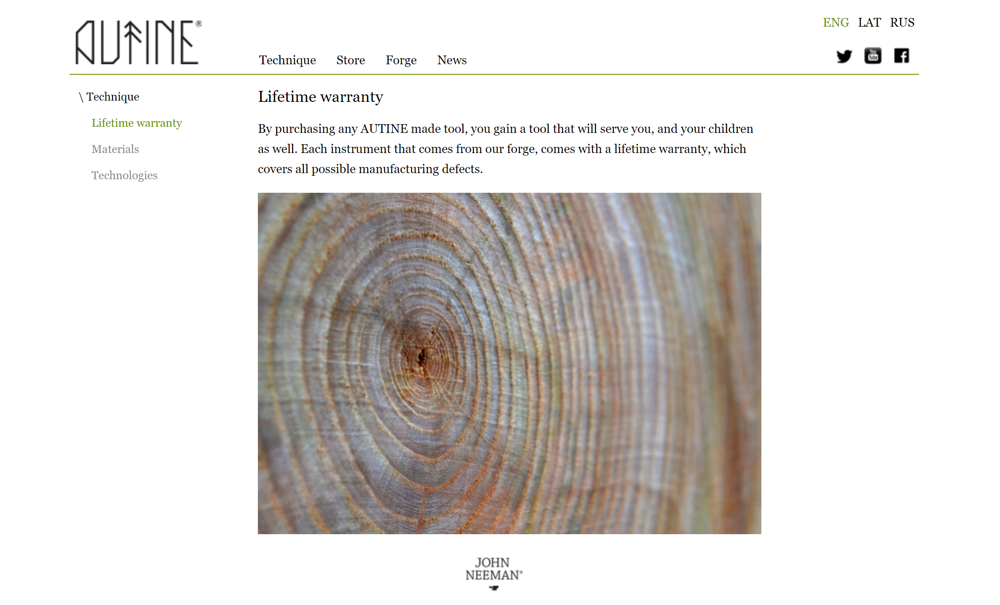 AUTINE®
ENG LAT RUS
You Tube
Technique Store Forge News
\ Technique
Lifetime warranty
Materials
Technologies
Lifetime warranty
By purchasing any AUTINE made tool, you gain a tool that will serve you, and your children
as well. Each instrument that comes from our forge, comes with a lifetime warranty, which
covers all possible manufacturing defects.
JOHN
NEEMAN®